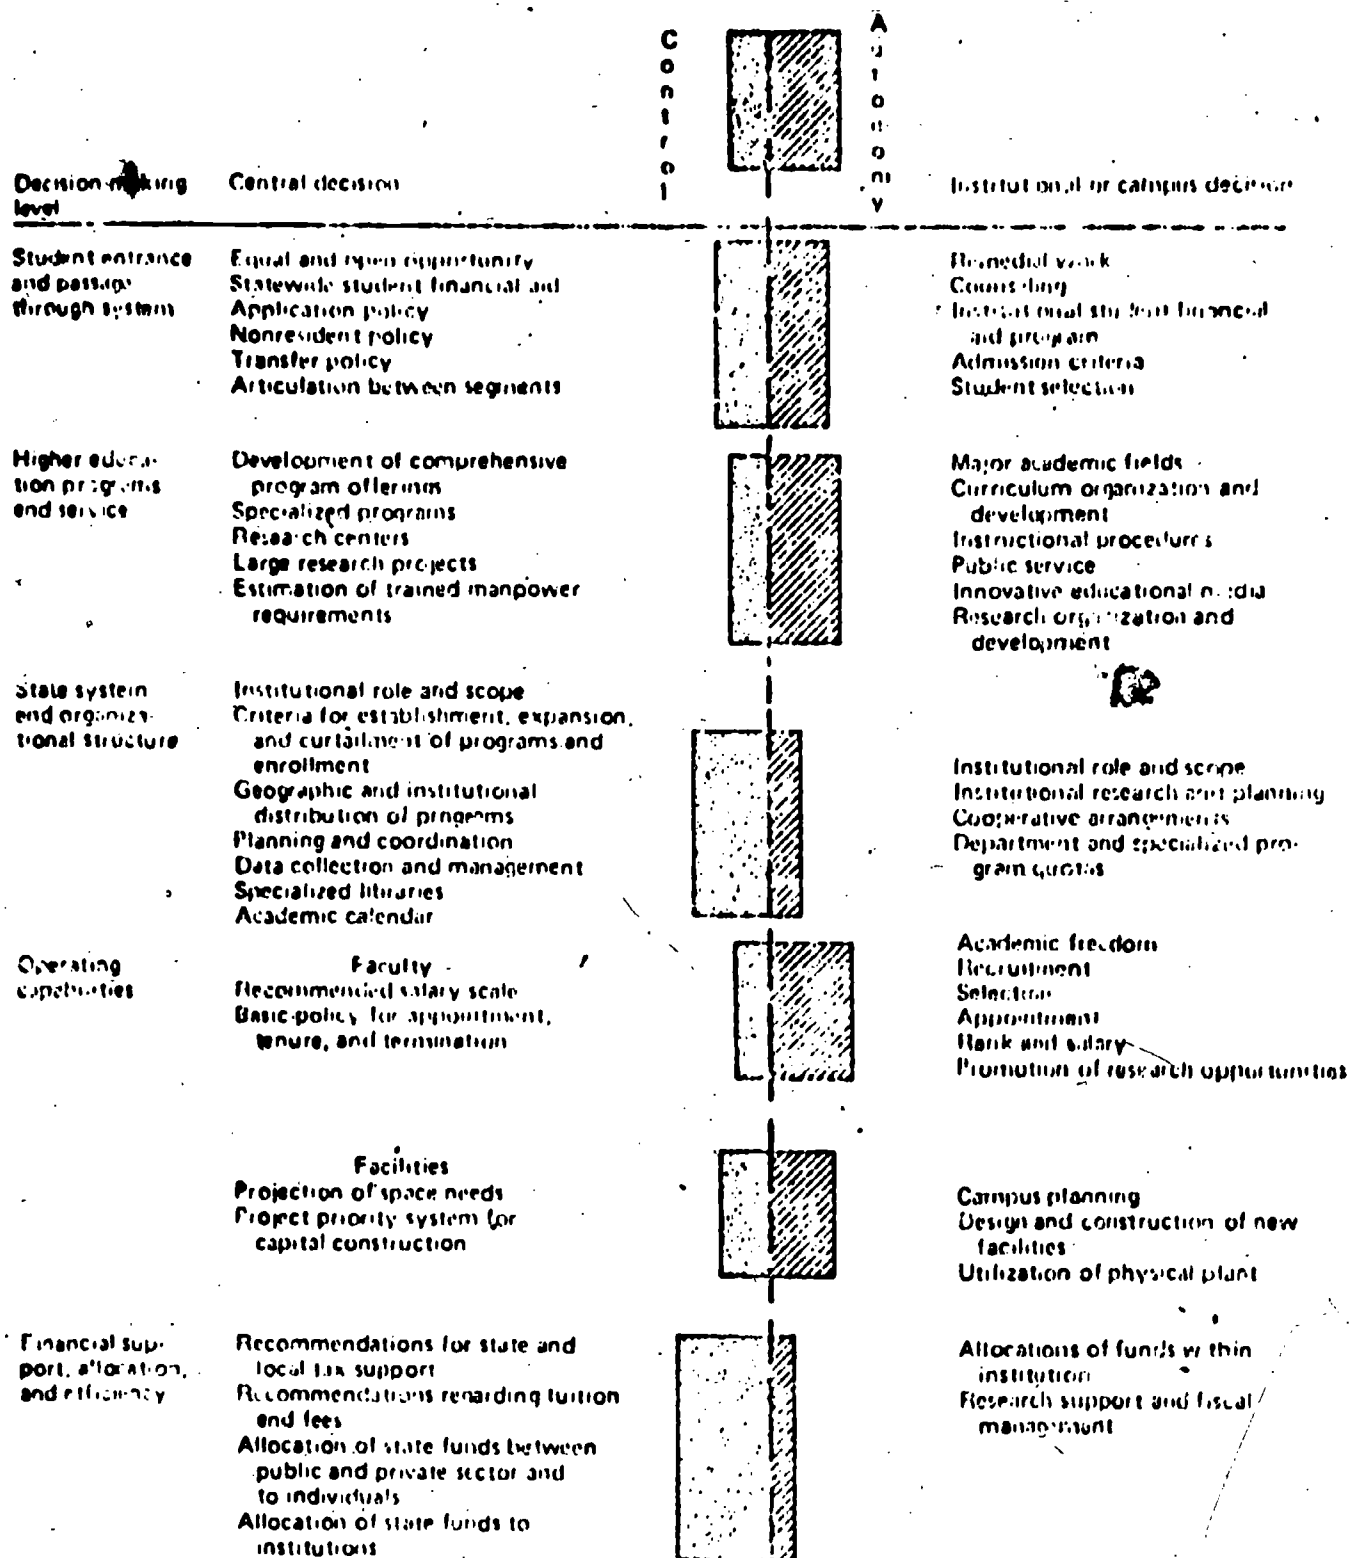 Control
Autonomy
Decision-making level
Central decision
Institutional or campus decision
Student entrance
and passage
through system
Equal and open opportunity
Statewide student financial aid
Application policy
Nonresident policy
Transfer policy
Articulation between segments
Remedial work
Counseling
Institutional student financial
aid program
Admission criteria
Student selection
Higher educa-
tion programs
and service
Development of comprehensive
program offerings
Specialized programs
Research centers
Large research projects
Estimation of trained manpower
requirements
Major academic fields
Curriculum organization and
development
Instructional procedures
Public service
Innovative educational media
Research organization and
development
State system
and organiza-
tional structure
Institutional role and scope
Criteria for establishment, expansion,
and curtailment of programs and
enrollment
Geographic and institutional
distribution of programs
Planning and coordination
Data collection and management
Specialized libraries
Academic calendar
Institutional role and scope
Institutional research and planning
Cooperative arrangements
Department and specialized pro-
gram quotas
Operating
capabilities
Faculty
Recommended salary scale
Basic policy for appointment,
tenure, and termination
Academic freedom
Recruitment
Selection
Appointment
Rank and salary
Promotion of research opportunities
Facilities
Projection of space needs
Project priority system for
capital construction
Campus planning
Design and construction of new
facilities
Utilization of physical plant
Financial sup-
port, allocation,
and efficiency
Recommendations for state and
local tax support
Recommendations regarding tuition
and fees
Allocation of state funds between
public and private sector and
to individuals
Allocation of state funds to
institutions
Allocations of funds within
institution
Research support and fiscal
management